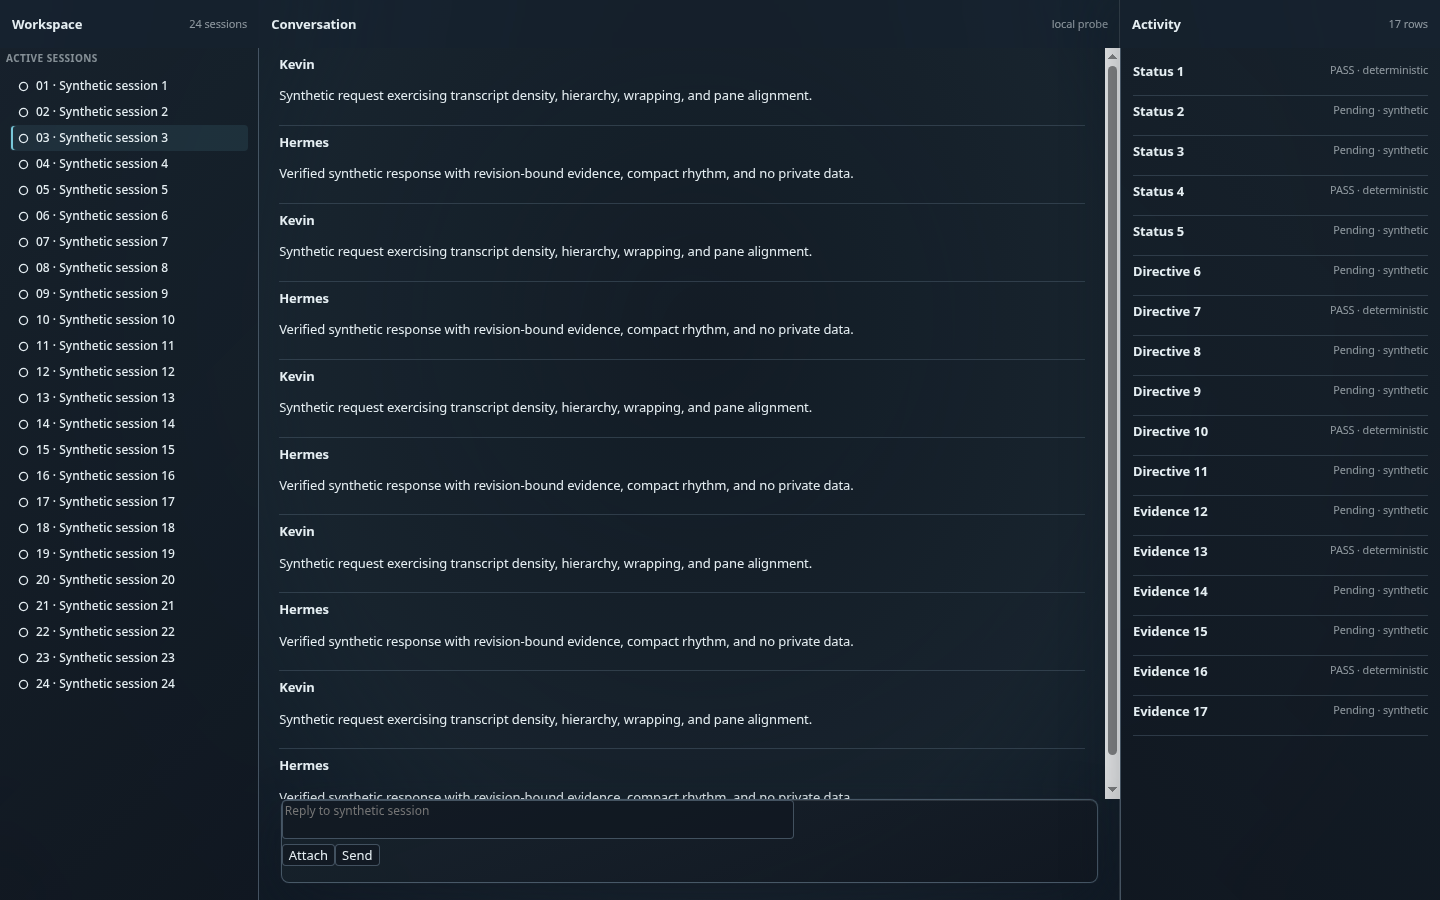 Workspace 24 sessions
ACTIVE SESSIONS
01 · Synthetic session 1
02 · Synthetic session 2
03 · Synthetic session 3
04 · Synthetic session 4
05 · Synthetic session 5
06 · Synthetic session 6
07 · Synthetic session 7
08 · Synthetic session 8
09 · Synthetic session 9
10 · Synthetic session 10
11 · Synthetic session 11
12 · Synthetic session 12
13 · Synthetic session 13
14 · Synthetic session 14
15 · Synthetic session 15
16 · Synthetic session 16
17 · Synthetic session 17
18 · Synthetic session 18
19 · Synthetic session 19
20 · Synthetic session 20
21 · Synthetic session 21
22 · Synthetic session 22
23 · Synthetic session 23
24 · Synthetic session 24
Conversation local probe
Kevin
Synthetic request exercising transcript density, hierarchy, wrapping, and pane alignment.
Hermes
Verified synthetic response with revision-bound evidence, compact rhythm, and no private data.
Kevin
Synthetic request exercising transcript density, hierarchy, wrapping, and pane alignment.
Hermes
Verified synthetic response with revision-bound evidence, compact rhythm, and no private data.
Kevin
Synthetic request exercising transcript density, hierarchy, wrapping, and pane alignment.
Hermes
Verified synthetic response with revision-bound evidence, compact rhythm, and no private data.
Kevin
Synthetic request exercising transcript density, hierarchy, wrapping, and pane alignment.
Hermes
Verified synthetic response with revision-bound evidence, compact rhythm, and no private data.
Kevin
Synthetic request exercising transcript density, hierarchy, wrapping, and pane alignment.
Hermes
Verified synthetic response with revision-bound evidence, compact rhythm, and no private data.
Reply to synthetic session
Attach Send
Activity 17 rows
Status 1 PASS · deterministic
Status 2 Pending · synthetic
Status 3 Pending · synthetic
Status 4 PASS · deterministic
Status 5 Pending · synthetic
Directive 6 Pending · synthetic
Directive 7 PASS · deterministic
Directive 8 Pending · synthetic
Directive 9 Pending · synthetic
Directive 10 PASS · deterministic
Directive 11 Pending · synthetic
Evidence 12 Pending · synthetic
Evidence 13 PASS · deterministic
Evidence 14 Pending · synthetic
Evidence 15 Pending · synthetic
Evidence 16 PASS · deterministic
Evidence 17 Pending · synthetic